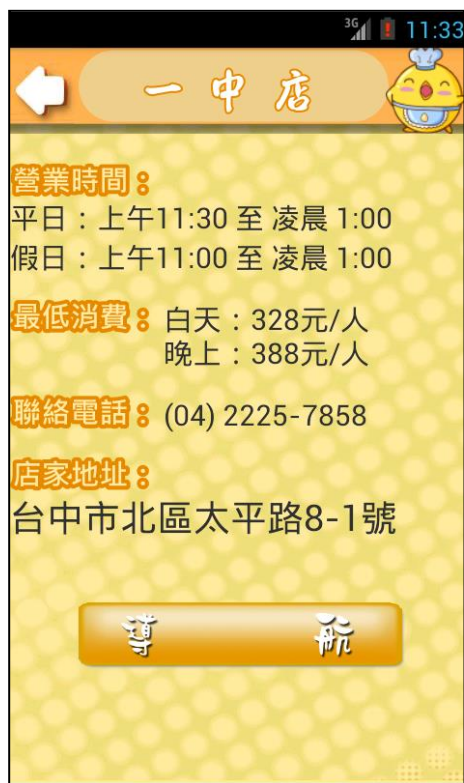 3G 11:33
一中店
營業時間：
平日：上午11:30 至 凌晨 1:00
假日：上午11:00 至 凌晨 1:00
最低消費：白天：328元/人
晚上：388元/人
聯絡電話：(04) 2225-7858
店家地址：
台中市北區太平路8-1號
導航